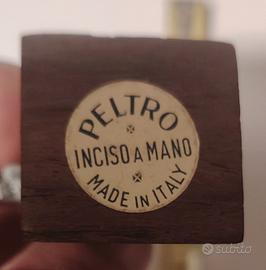 PELTRO
INCISO A MANO
MADE IN ITALY
subito